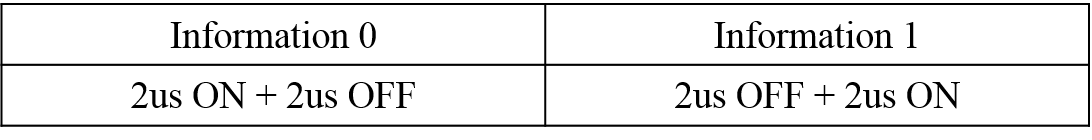 Information 0 Information 1
2us ON + 2us OFF 2us OFF + 2us ON